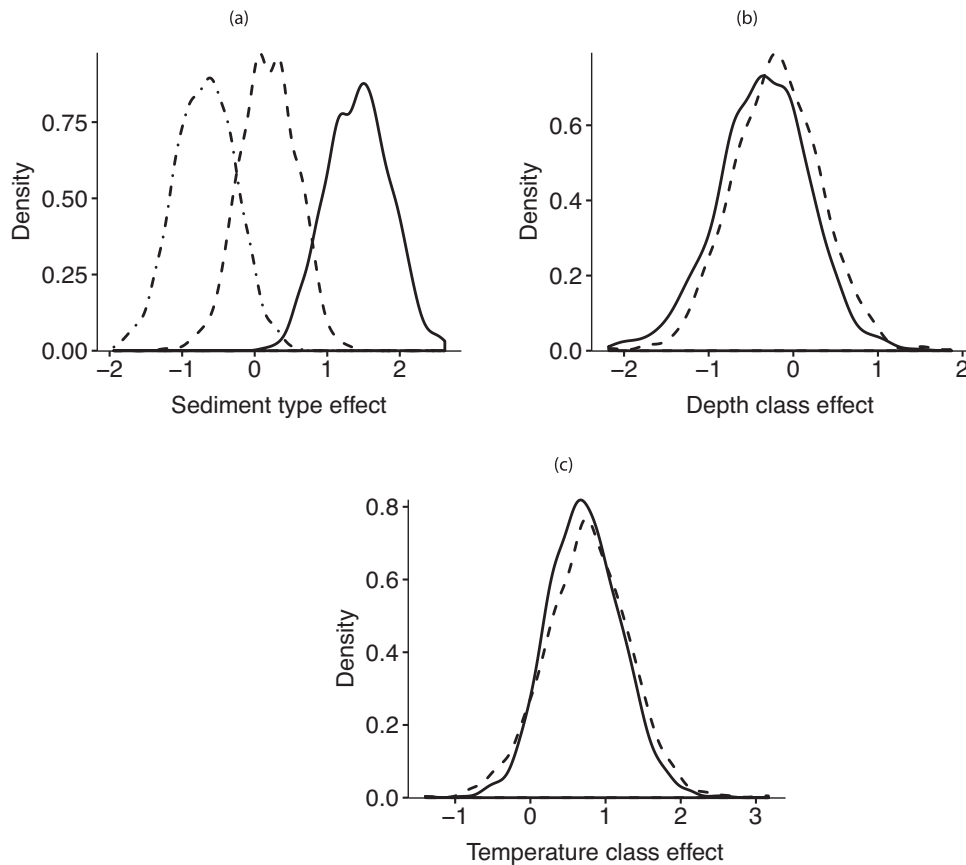 (a)
Density
0.75
0.50
0.25
0.00
−2 −1 0 1 2
Sediment type effect
(b)
Density
0.6
0.4
0.2
0.0
−2 −1 0 1 2
Depth class effect
(c)
Density
0.8
0.6
0.4
0.2
0.0
−1 0 1 2 3
Temperature class effect